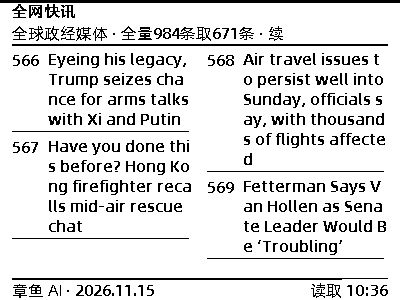 全网快讯
全球政经媒体 · 全量984条取671条 · 续
566 Eyeing his legacy,
Trump seizes cha
nce for arms talks
with Xi and Putin
567 Have you done thi
s before? Hong Ko
ng firefighter reca
lls mid-air rescue
chat
568 Air travel issues t
o persist well into
Sunday, officials s
ay, with thousand
s of flights affecte
d
569 Fetterman Says V
an Hollen as Sena
te Leader Would B
e ‘Troubling’
章鱼 AI · 2026.11.15
读取 10:36